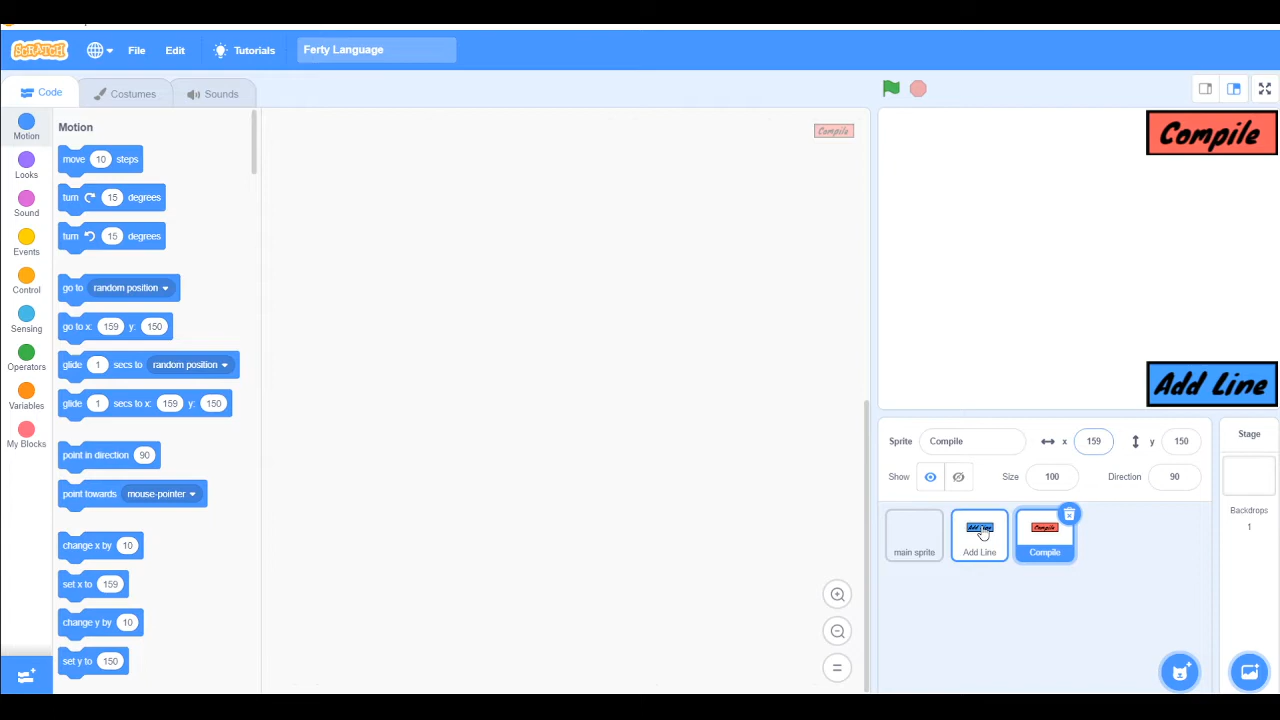 SCRATCH File Edit Tutorials Ferty Language
Code Costumes Sounds
Motion
Looks
Sound
Events
Control
Sensing
Operators
Variables
My Blocks
Motion
move 10 steps
turn 15 degrees
turn 15 degrees
go to random position
go to x: 159 y: 150
glide 1 secs to random position
glide 1 secs to x: 159 y: 150
point in direction 90
point towards mouse-pointer
change x by 10
set x to 159
change y by 10
set y to 150
Compile
Compile
Add Line
Sprite Compile x 159 y 150
Show Size 100 Direction 90
main sprite
Add Line
Add Line
Compile
Compile
Stage
Backdrops
1